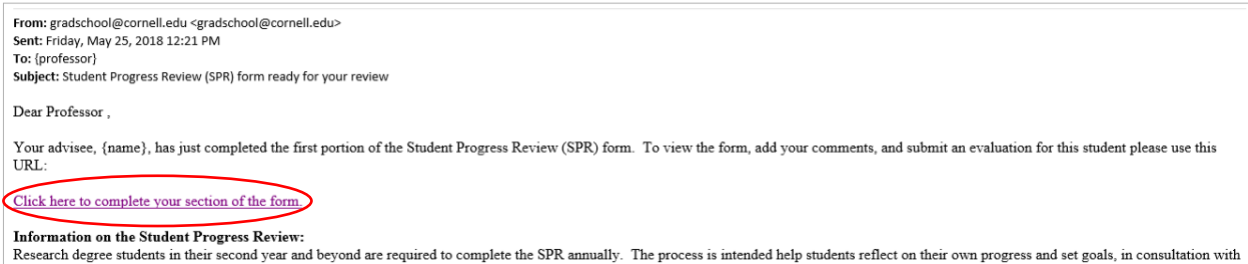 From: gradschool@cornell.edu <gradschool@cornell.edu>
Sent: Friday, May 25, 2018 12:21 PM
To: {professor}
Subject: Student Progress Review (SPR) form ready for your review
Dear Professor ,
Your advisee, {name}, has just completed the first portion of the Student Progress Review (SPR) form.  To view the form, add your comments, and submit an evaluation for this student please use this
URL:
Click here to complete your section of the form.
Information on the Student Progress Review:
Research degree students in their second year and beyond are required to complete the SPR annually.  The process is intended help students reflect on their own progress and set goals, in consultation with